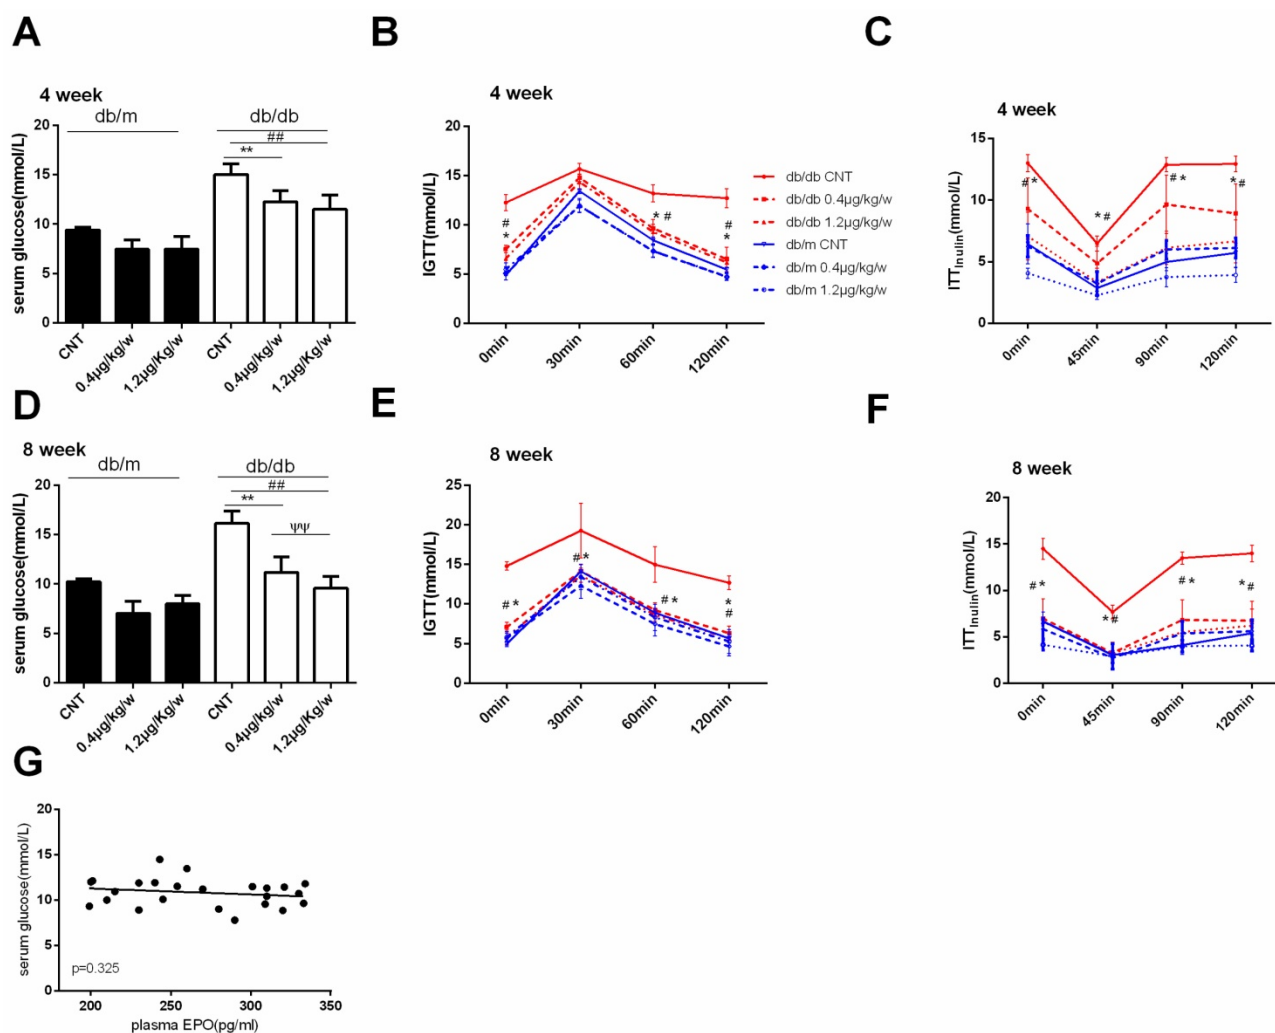 A
4 week
db/m
db/db
##
**
serum glucose(mmol/L)
20
15
10
5
0
CNT
0.4µg/kg/w
1.2µg/Kg/w
CNT
0.4µg/kg/w
1.2µg/Kg/w
B
4 week
IGTT(mmol/L)
20
15
10
5
0
#
*
* #
#
*
0min
30min
60min
120min
db/db CNT
db/db 0.4µg/kg/w
db/db 1.2µg/kg/w
db/m CNT
db/m 0.4µg/kg/w
db/m 1.2µg/kg/w
C
4 week
ITTInulin(mmol/L)
15
10
5
0
# *
* #
# *
* #
0min
45min
90min
120min
D
8 week
db/m
db/db
##
**
ψψ
serum glucose(mmol/L)
20
15
10
5
0
CNT
0.4µg/kg/w
1.2µg/Kg/w
CNT
0.4µg/kg/w
1.2µg/Kg/w
E
8 week
IGTT(mmol/L)
25
20
15
10
5
0
# *
# *
# *
*
#
0min
30min
60min
120min
F
8 week
ITTInulin(mmol/L)
20
15
10
5
0
# *
* #
# *
* #
0min
45min
90min
120min
G
serum glucose(mmol/L)
20
15
10
5
0
p=0.325
200
250
300
350
plasma EPO(pg/ml)